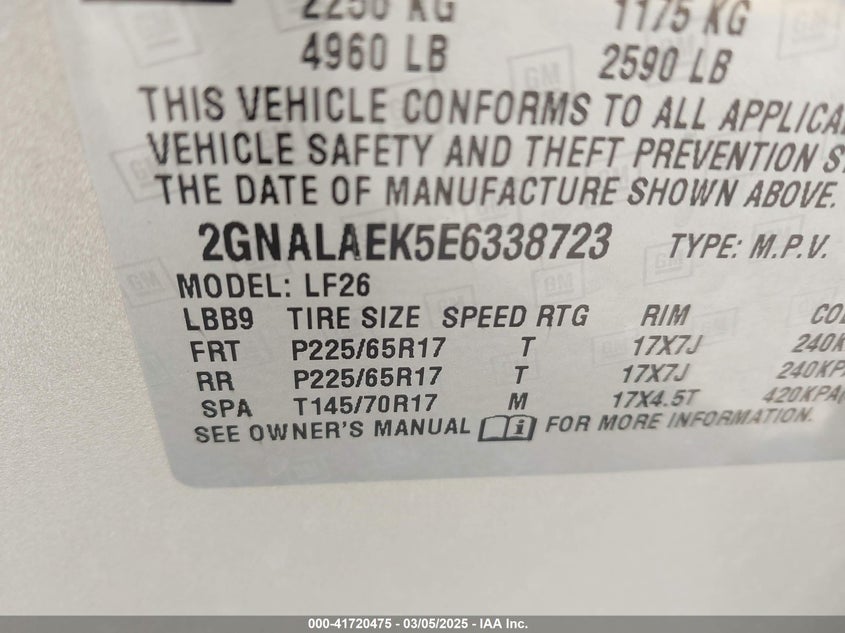 2250 KG 1175 KG
4960 LB 2590 LB
THIS VEHICLE CONFORMS TO ALL
VEHICLE SAFETY AND THEFT PREVENTION
THE DATE OF MANUFACTURE SHOWN ABOVE.
2GNALAEK5E6338723 TYPE: M.P.V.
MODEL: LF26
LBB9 TIRE SIZE SPEED RTG RIM
FRT P225/65R17 T 17X7J 240K
RR P225/65R17 T 17X7J 240KP
SPA T145/70R17 M 17X4.5T 420KPA
SEE OWNER'S MANUAL i FOR MORE INFORMATION.
GM
000-41720475 - 03/05/2025 - IAA Inc.